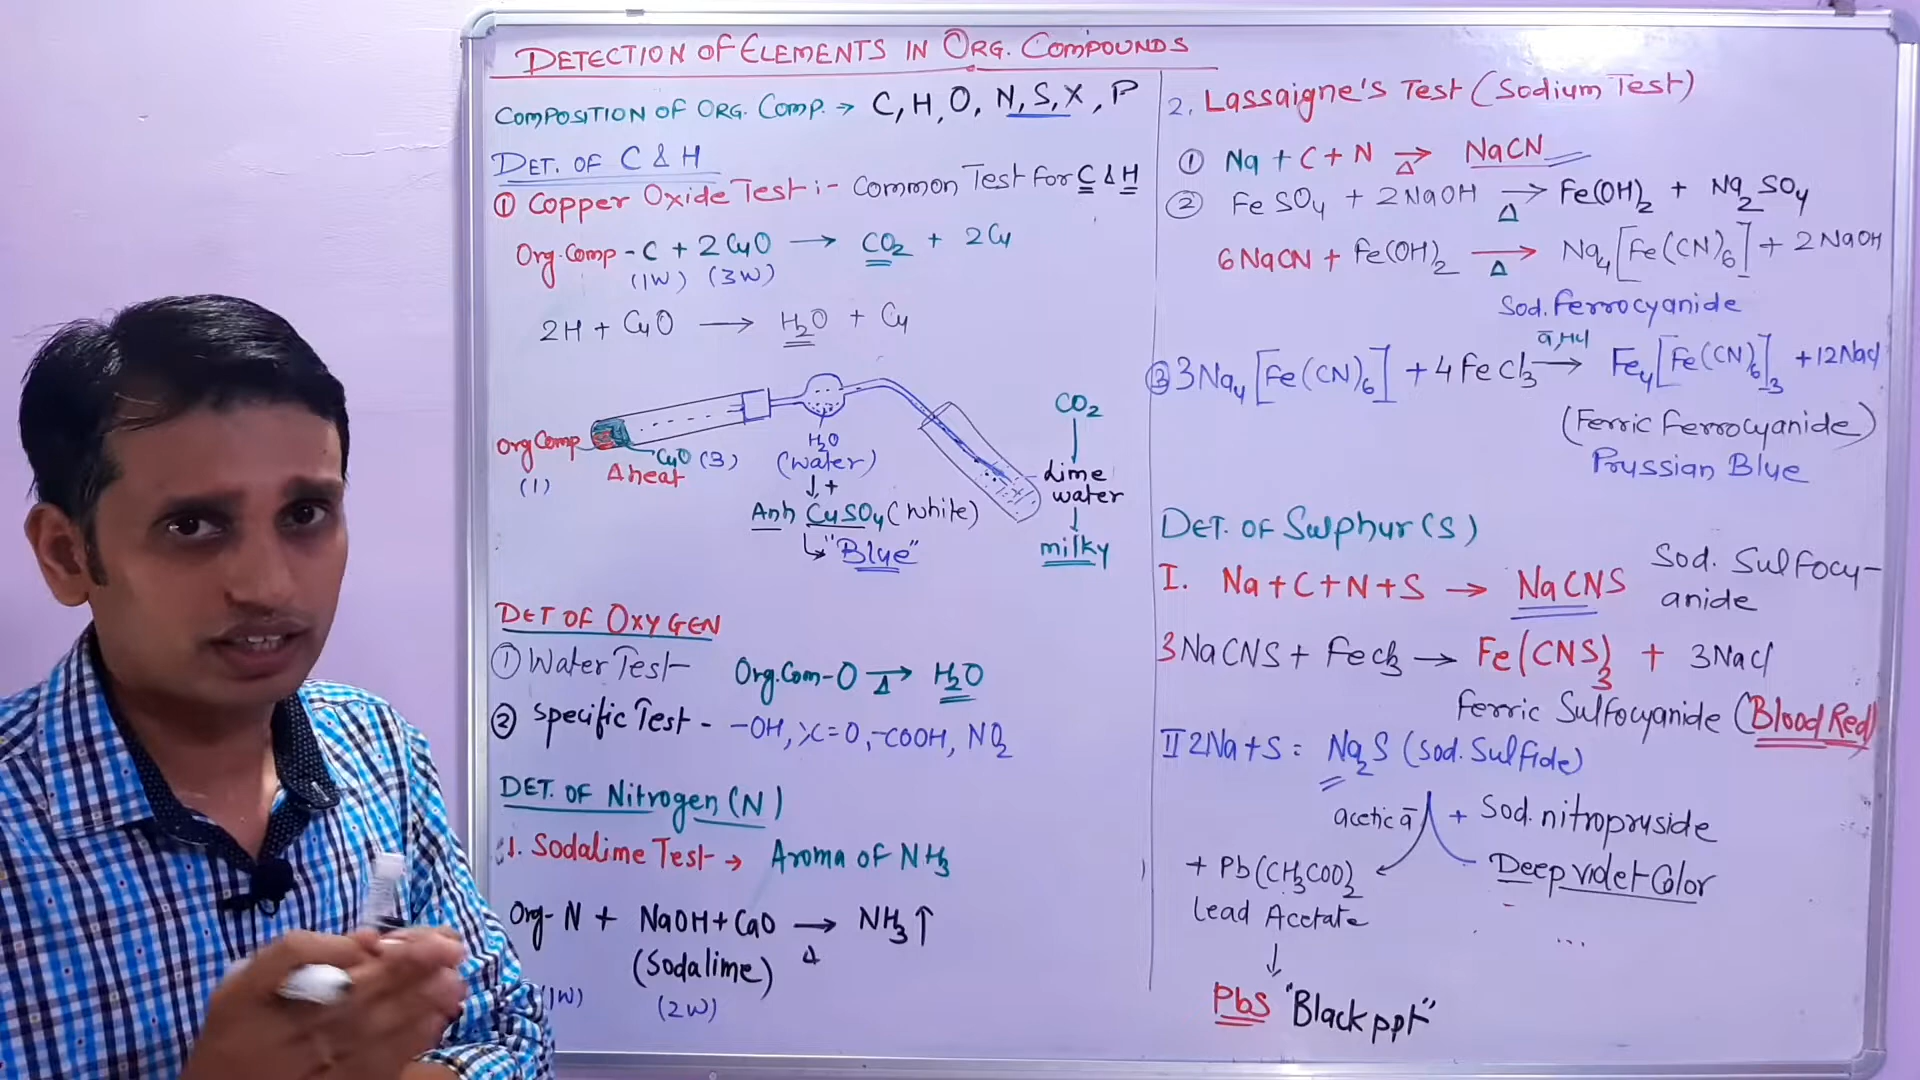 DETECTION OF ELEMENTS IN ORG. COMPOUNDS
COMPOSITION OF ORG. COMP. → C, H, O, N, S, X, P
DET. OF C & H
① Copper Oxide Test :- Common Test For C & H
Org. Comp - C + 2CuO → CO₂ + 2Cu
(1W) (3W)
2H + CuO → H₂O + Cu
Org Comp
(1)
CuO (3)
Δ heat
H₂O
(water)
↓ +
Anh CuSO₄ (white)
↳ "Blue"
CO₂
Lime
water
↓
milky
DET OF OXYGEN
① Water Test - Org. Com-O →Δ H₂O
② Specific Test - -OH, >C=O, -COOH, NO₂
DET. OF Nitrogen (N)
1. Sodalime Test → Aroma of NH₃
Org- N + NaOH + CaO →Δ NH₃↑
(Sodalime)
(1W) (2W)
2. Lassaigne's Test (Sodium Test)
① Na + C + N →Δ NaCN
② FeSO₄ + 2NaOH →Δ Fe(OH)₂ + Na₂SO₄
6NaCN + Fe(OH)₂ →Δ Na₄[Fe(CN)₆] + 2NaOH
Sod. Ferrocyanide
③ 3Na₄[Fe(CN)₆] + 4FeCl₃ → Fe₄[Fe(CN)₆]₃ + 12NaCl
(Ferric Ferrocyanide)
Prussian Blue
DET. OF Sulphur (S)
I. Na + C + N + S → NaCNS Sod. Sulfocy-
anide
3NaCNS + FeCl₃ → Fe(CNS)₃ + 3NaCl
Ferric Sulfocyanide (Blood Red)
II 2Na + S = Na₂S (Sod. Sulfide)
acetic a + Sod. nitropruside
Deep violet Color
+ Pb(CH₃COO)₂
Lead Acetate
↓
PbS "Black ppt"